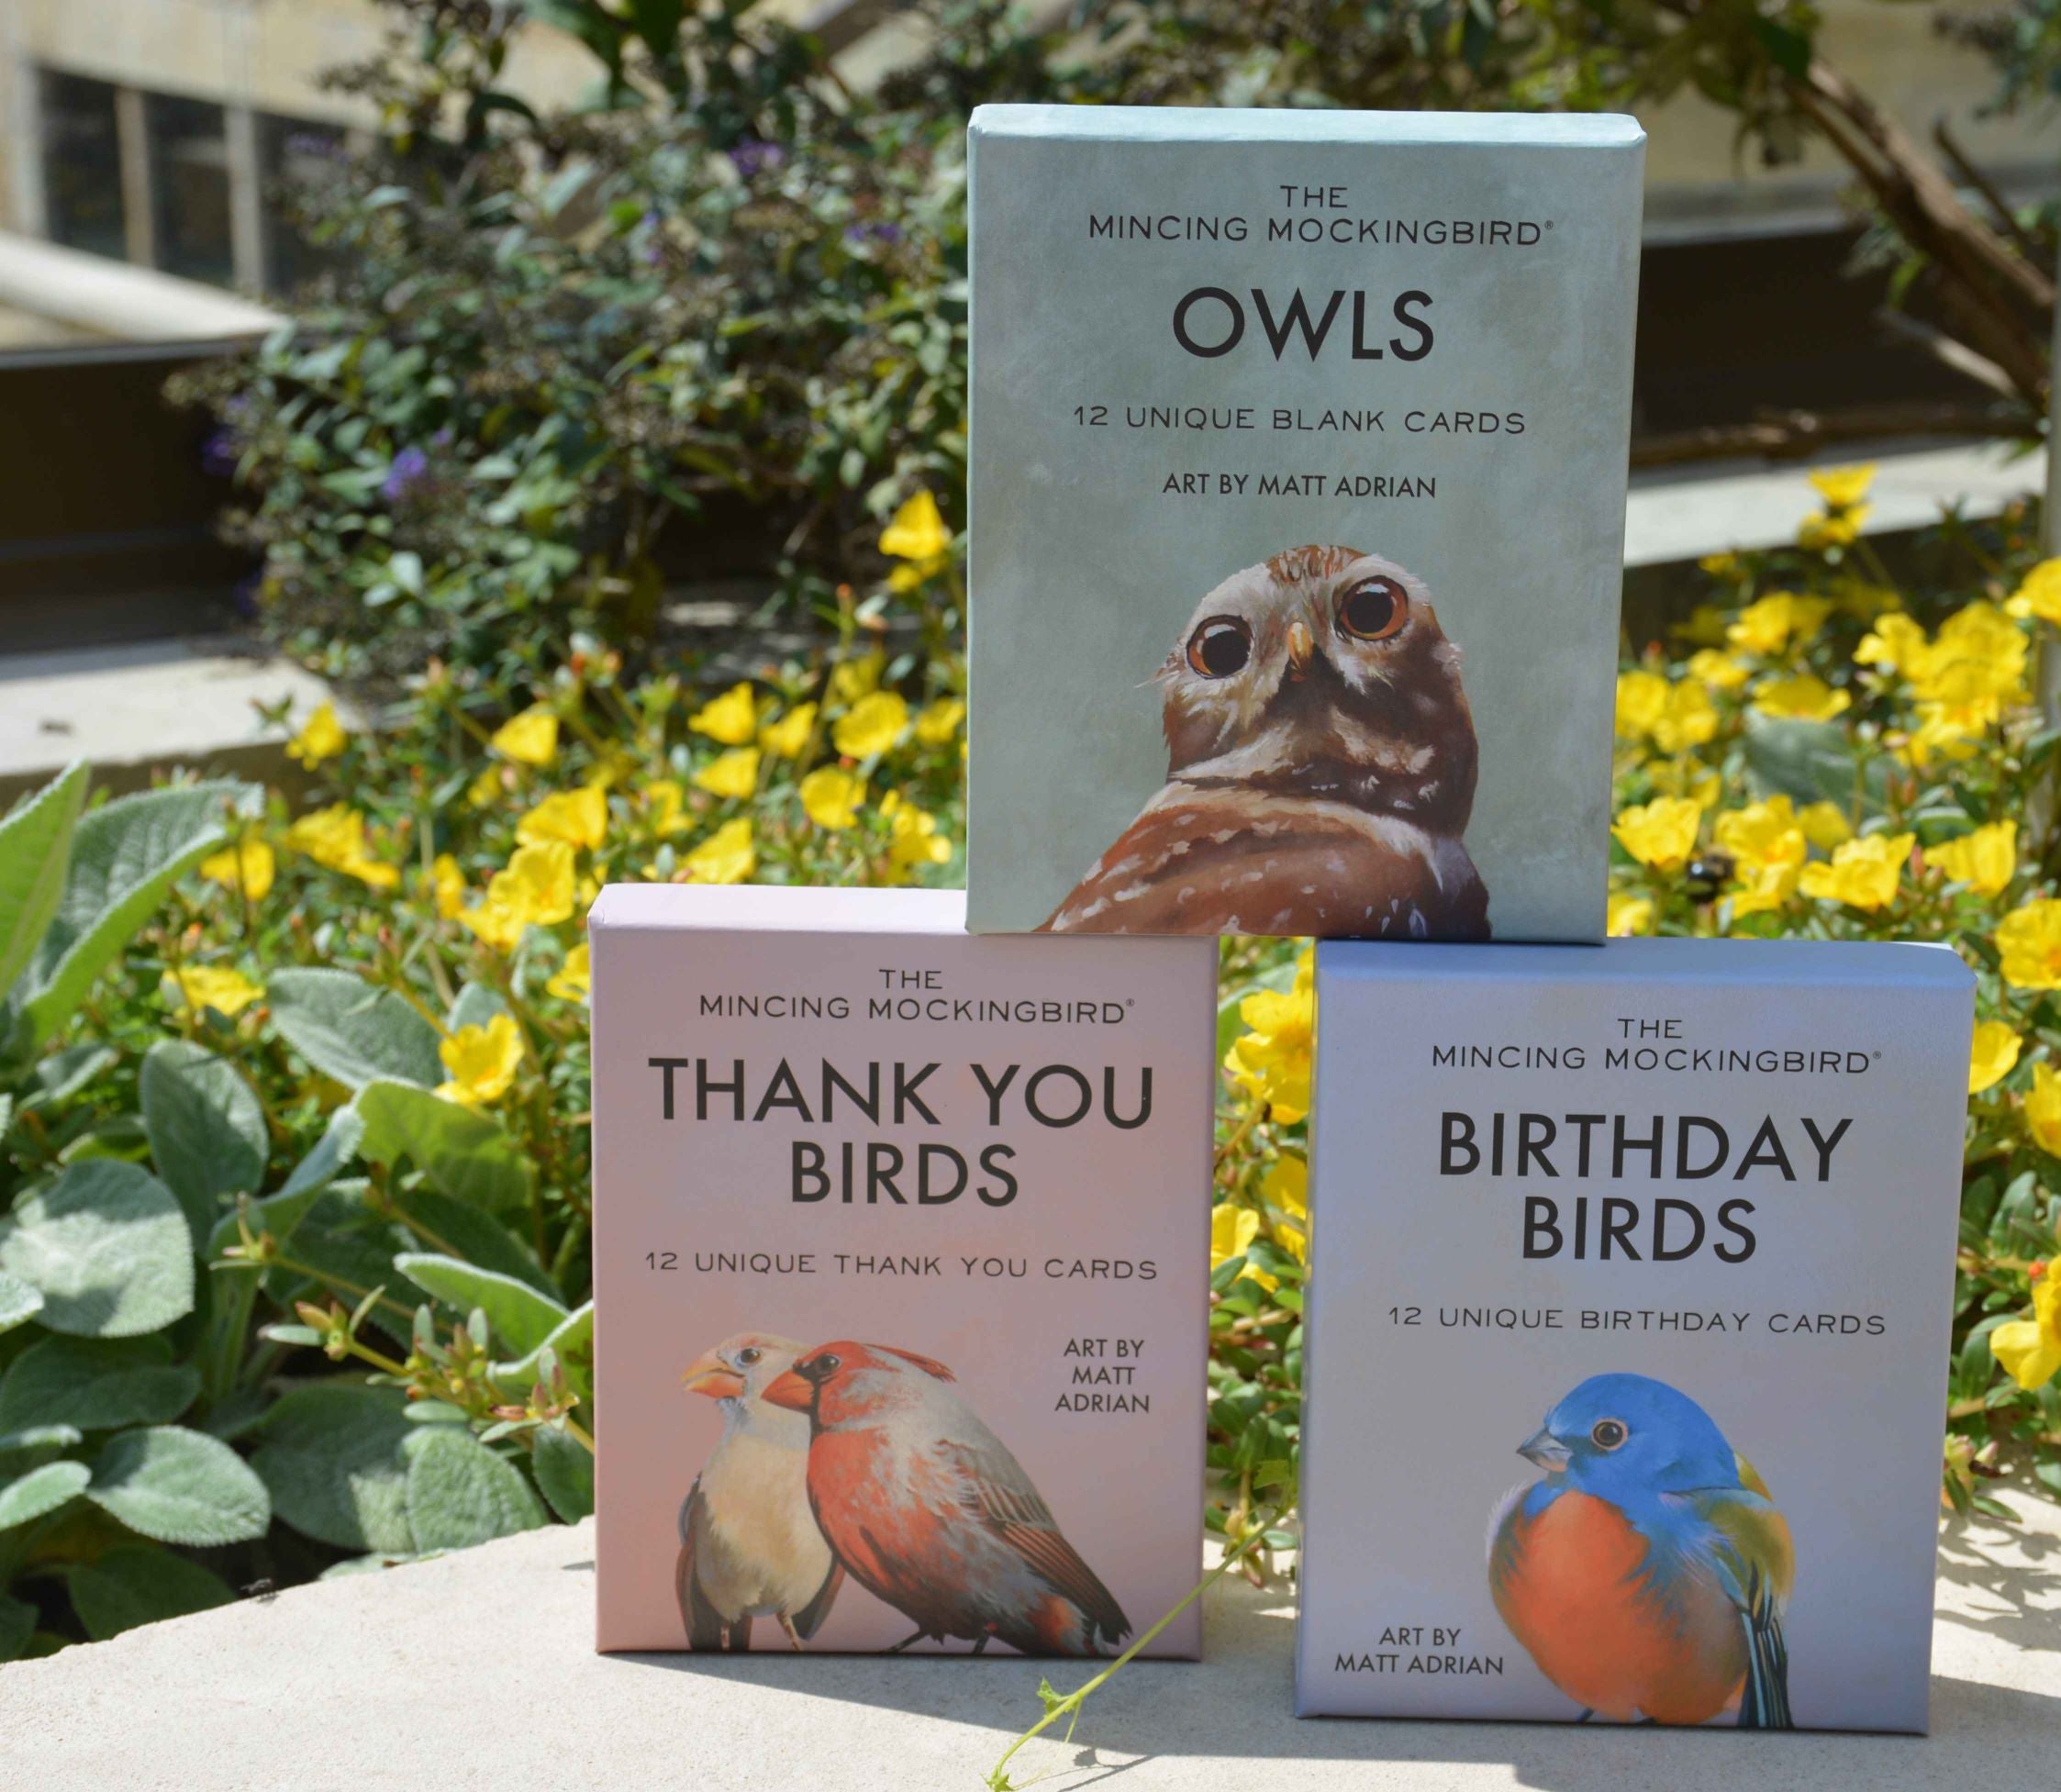 THE
MINCING MOCKINGBIRD®
OWLS
12 UNIQUE BLANK CARDS
ART BY MATT ADRIAN
THE
MINCING MOCKINGBIRD®
THANK YOU
BIRDS
12 UNIQUE THANK YOU CARDS
ART BY
MATT
ADRIAN
THE
MINCING MOCKINGBIRD®
BIRTHDAY
BIRDS
12 UNIQUE BIRTHDAY CARDS
ART BY
MATT ADRIAN